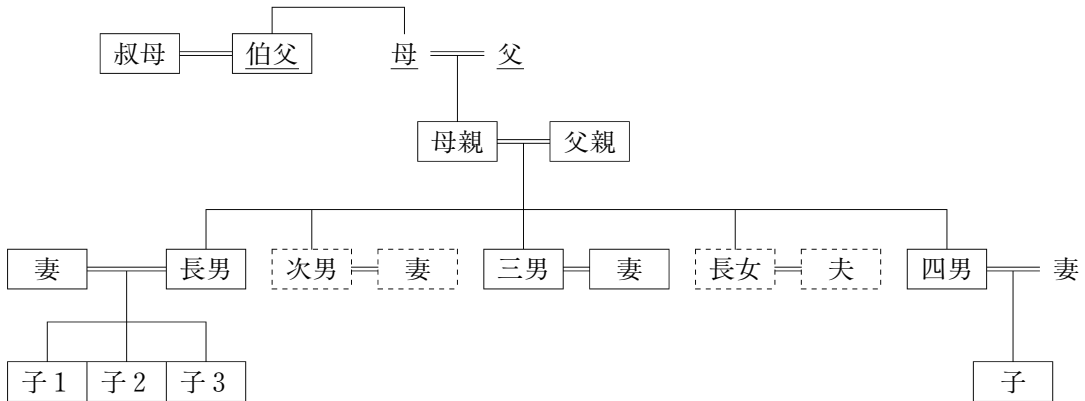 叔母 伯父 母 父
母親 父親
妻 長男 次男 妻 三男 妻 長女 夫 四男 妻
子1 子2 子3 子